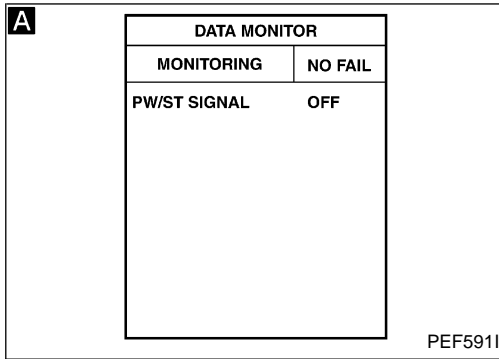 A
DATA MONITOR
MONITORING NO FAIL
PW/ST SIGNAL OFF
PEF591I